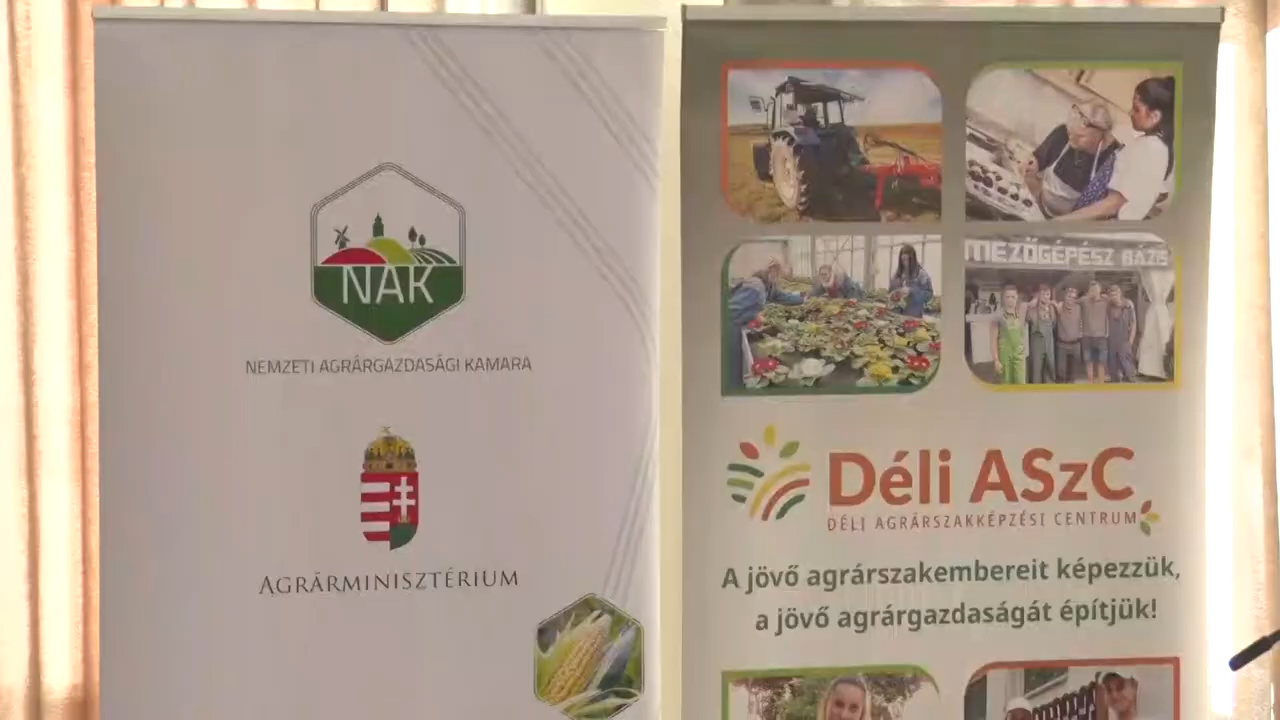 NAK
NEMZETI AGRÁRGAZDASÁGI KAMARA
AGRÁRMINISZTÉRIUM
MEZŐGÉPÉSZ BÁZIS
Déli ASzC
DÉLI AGRÁRSZAKKÉPZÉSI CENTRUM
A jövő agrárszakembereit képezzük,
a jövő agrárgazdaságát építjük!